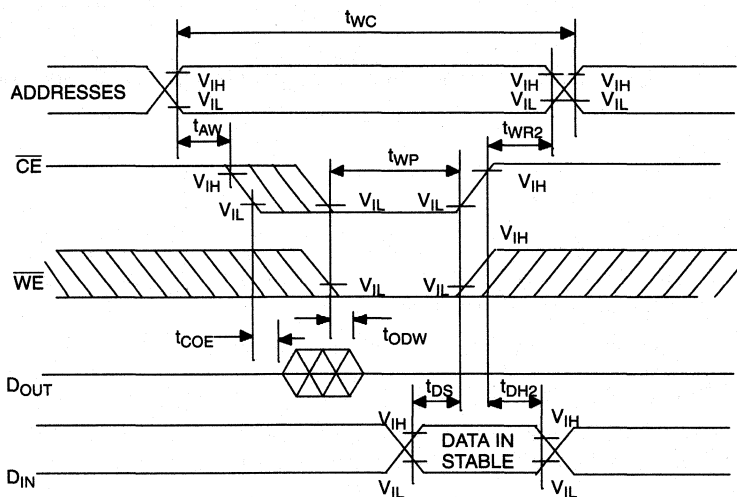 tWC
ADDRESSES
VIH
VIL
VIH
VIL
VIH
VIL
tAW
tWR2
CE
VIH
VIL
tWP
VIL
VIL
VIH
WE
VIL
VIL
VIH
tCOE
tODW
DOUT
tDS
tDH2
VIH
DATA IN
STABLE
VIH
DIN
VIL
VIL